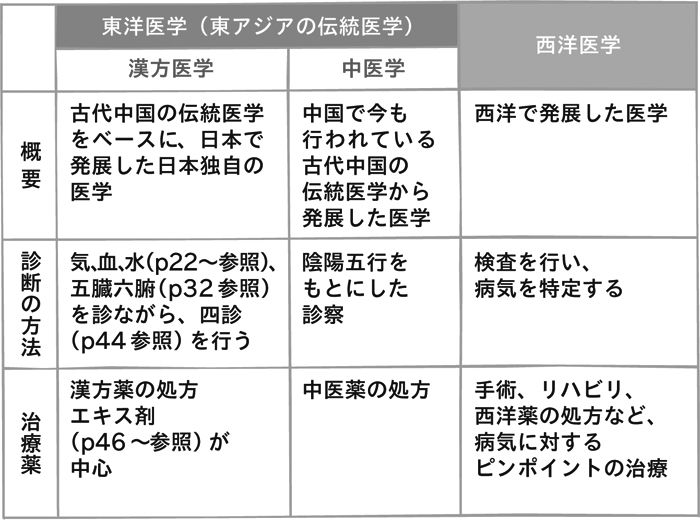 東洋医学（東アジアの伝統医学）
西洋医学
漢方医学
中医学
概要
古代中国の伝統医学
をベースに、日本で
発展した日本独自の
医学
中国で今も
行われている
古代中国の
伝統医学から
発展した医学
西洋で発展した医学
診断の方法
気、血、水（p22～参照）、
五臓六腑（p32参照）
を診ながら、四診
（p44参照）を行う
陰陽五行を
もとにした
診察
検査を行い、
病気を特定する
治療薬
漢方薬の処方
エキス剤
（p46～参照）が
中心
中医薬の処方
手術、リハビリ、
西洋薬の処方など、
病気に対する
ピンポイントの治療